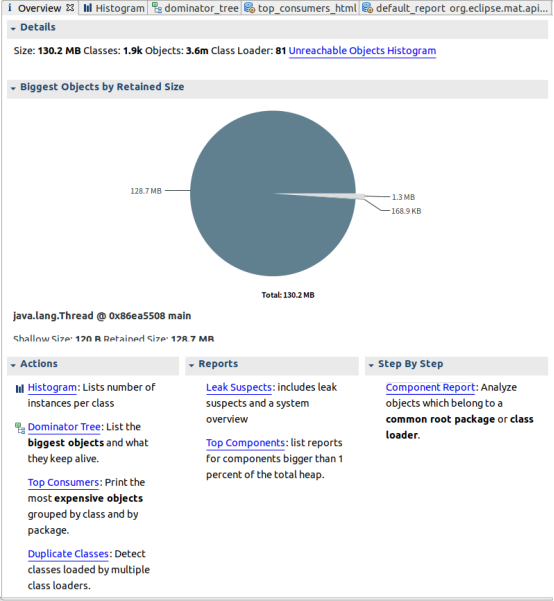 Overview Histogram dominator_tree top_consumers_html default_report org.eclipse.mat.api...
Details
Size: 130.2 MB Classes: 1.9k Objects: 3.6m Class Loader: 81 Unreachable Objects Histogram
Biggest Objects by Retained Size
128.7 MB
1.3 MB
168.9 KB
Total: 130.2 MB
java.lang.Thread @ 0x86ea5508 main
Shallow Size: 120 B Retained Size: 128.7 MB
Actions
Histogram: Lists number of
instances per class
Dominator Tree: List the
biggest objects and what
they keep alive.
Top Consumers: Print the
most expensive objects
grouped by class and by
package.
Duplicate Classes: Detect
classes loaded by multiple
class loaders.
Reports
Leak Suspects: includes leak
suspects and a system
overview
Top Components: list reports
for components bigger than 1
percent of the total heap.
Step By Step
Component Report: Analyze
objects which belong to a
common root package or class
loader.